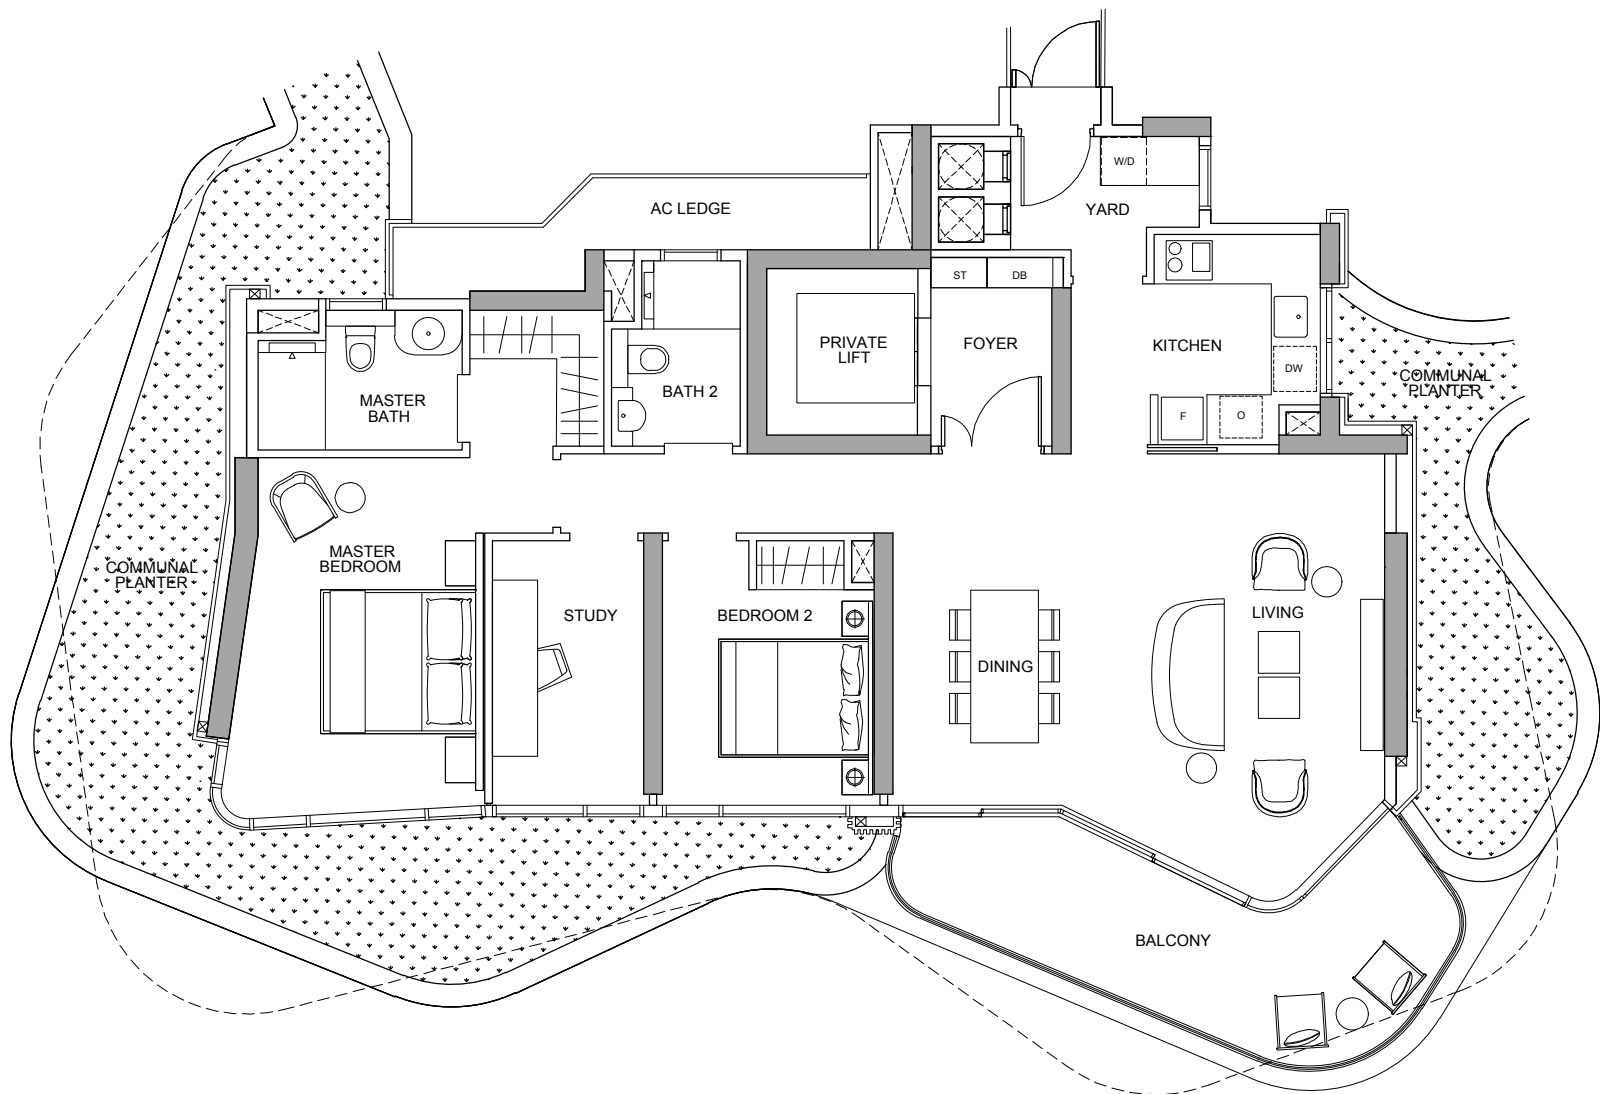 W/D
AC LEDGE
YARD
ST
DB
PRIVATE
LIFT
FOYER
KITCHEN
DW
COMMUNAL
PLANTER
MASTER
BATH
BATH 2
F
O
MASTER
BEDROOM
COMMUNAL
PLANTER
STUDY
BEDROOM 2
LIVING
DINING
BALCONY